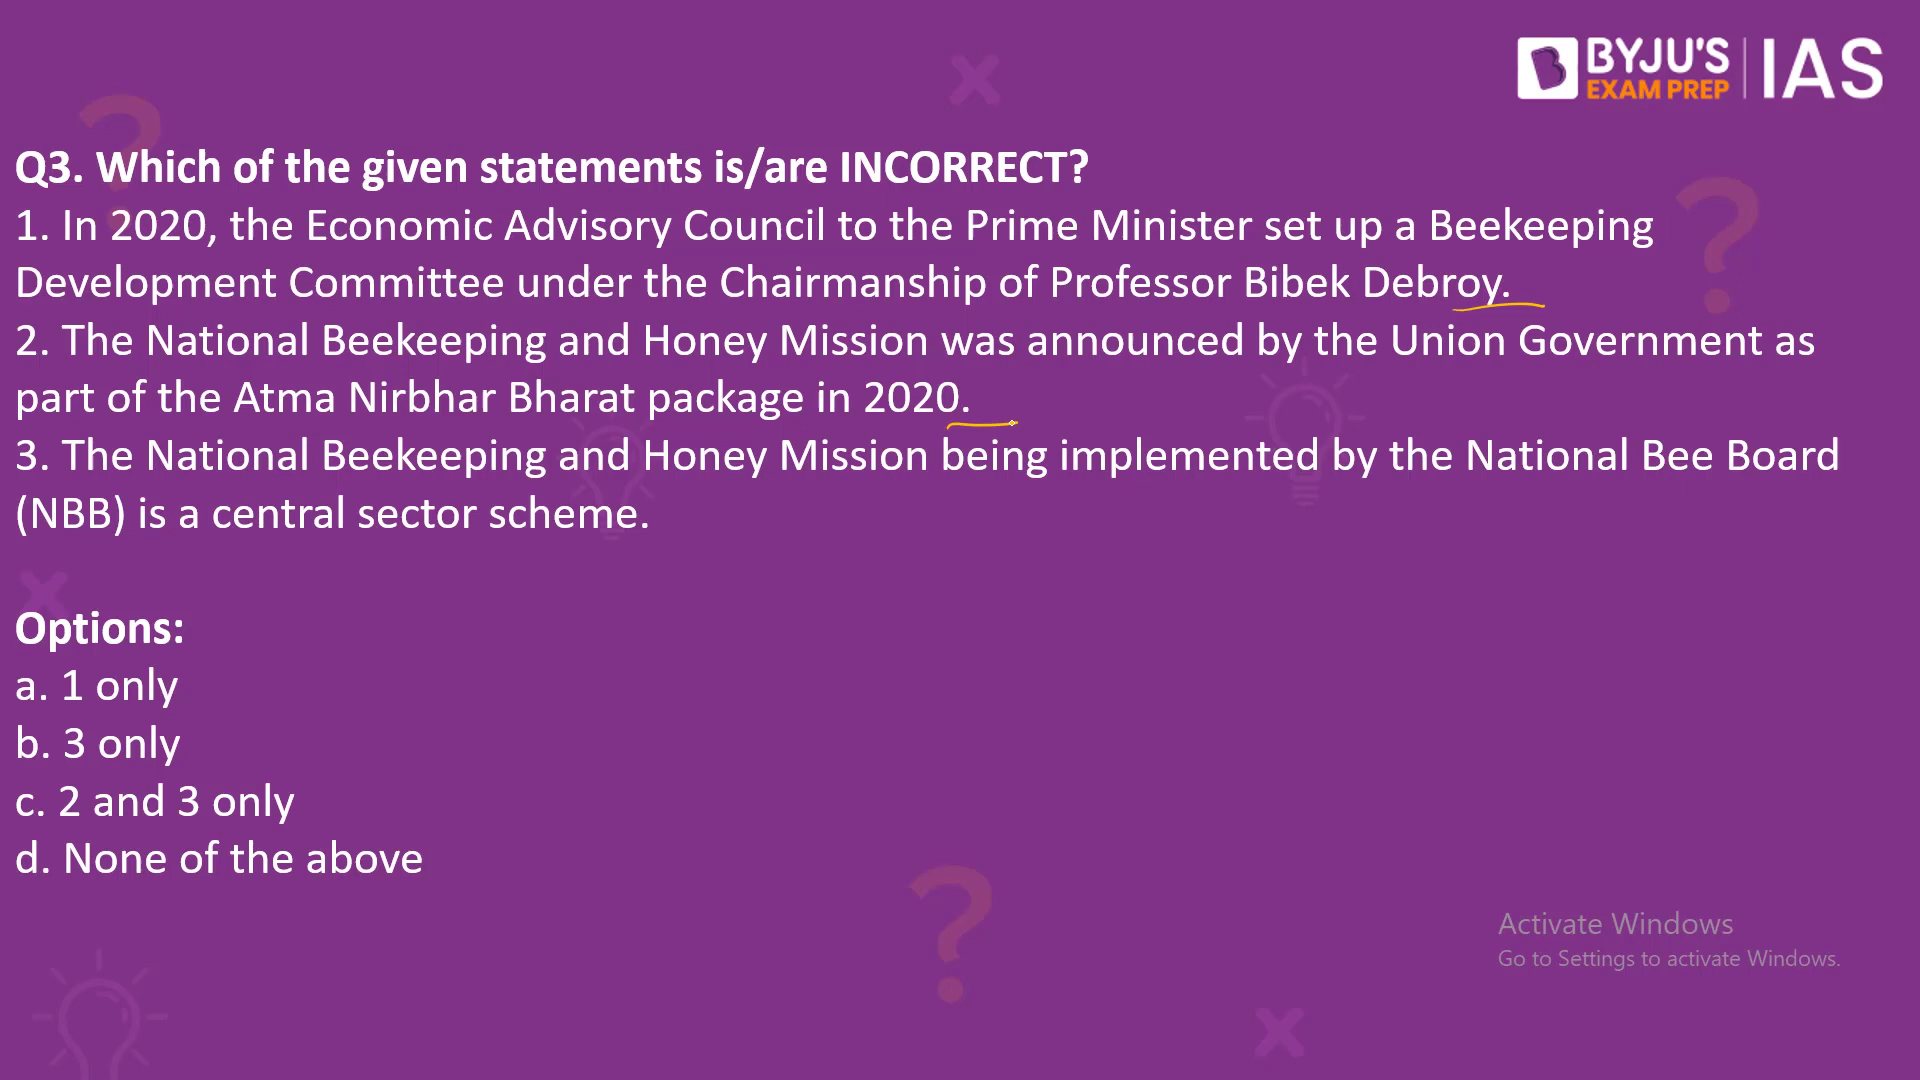 BYJU'S
EXAM PREP
IAS
Q3. Which of the given statements is/are INCORRECT?
1. In 2020, the Economic Advisory Council to the Prime Minister set up a Beekeeping
Development Committee under the Chairmanship of Professor Bibek Debroy.
2. The National Beekeeping and Honey Mission was announced by the Union Government as
part of the Atma Nirbhar Bharat package in 2020.
3. The National Beekeeping and Honey Mission being implemented by the National Bee Board
(NBB) is a central sector scheme.
Options:
a. 1 only
b. 3 only
c. 2 and 3 only
d. None of the above
Activate Windows
Go to Settings to activate Windows.